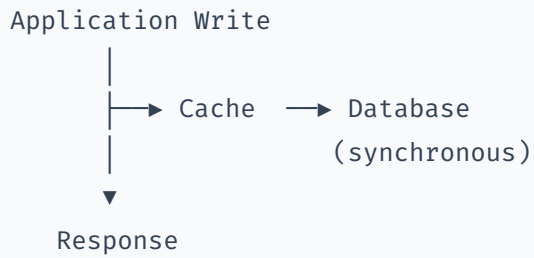 Application Write
Cache Database
(synchronous)
Response